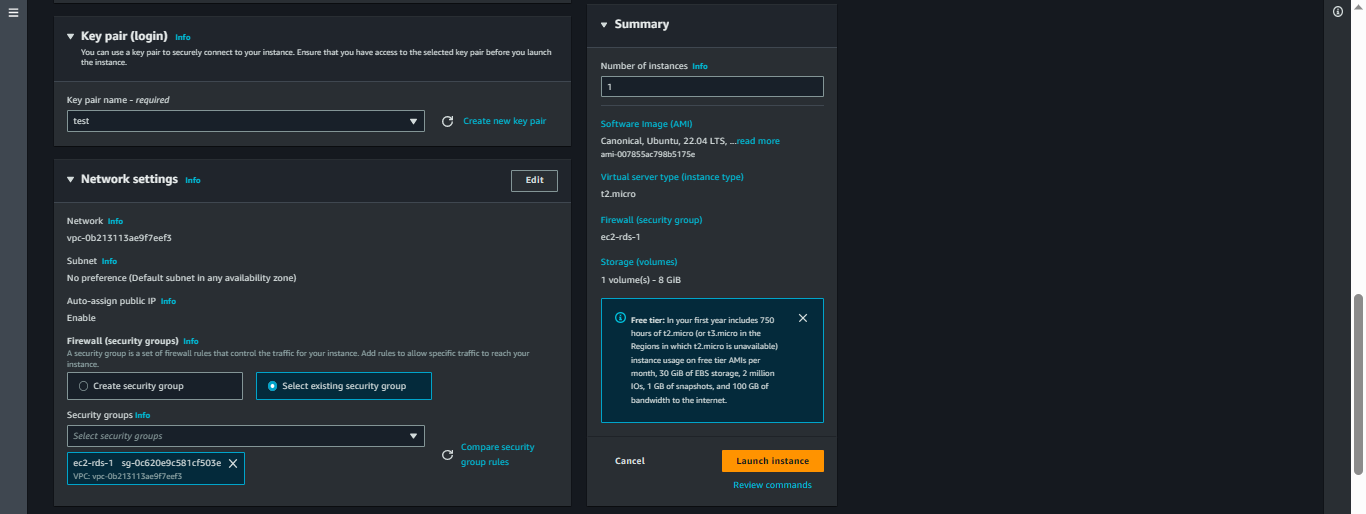 Key pair (login) Info
You can use a key pair to securely connect to your instance. Ensure that you have access to the selected key pair before you launch
the instance.
Key pair name - required
test
Create new key pair
Network settings Info
Edit
Network Info
vpc-0b213113ae9f7eef3
Subnet Info
No preference (Default subnet in any availability zone)
Auto-assign public IP Info
Enable
Firewall (security groups) Info
A security group is a set of firewall rules that control the traffic for your instance. Add rules to allow specific traffic to reach your
instance.
Create security group
Select existing security group
Security groups Info
Select security groups
Compare security
group rules
ec2-rds-1 sg-0c620e9c581cf503e
VPC: vpc-0b213113ae9f7eef3
Summary
Number of instances Info
1
Software Image (AMI)
Canonical, Ubuntu, 22.04 LTS, ...read more
ami-007855ac798b5175e
Virtual server type (instance type)
t2.micro
Firewall (security group)
ec2-rds-1
Storage (volumes)
1 volume(s) - 8 GiB
Free tier: In your first year includes 750
hours of t2.micro (or t3.micro in the
Regions in which t2.micro is unavailable)
instance usage on free tier AMIs per
month, 30 GiB of EBS storage, 2 million
IOs, 1 GB of snapshots, and 100 GB of
bandwidth to the internet.
Cancel
Launch instance
Review commands